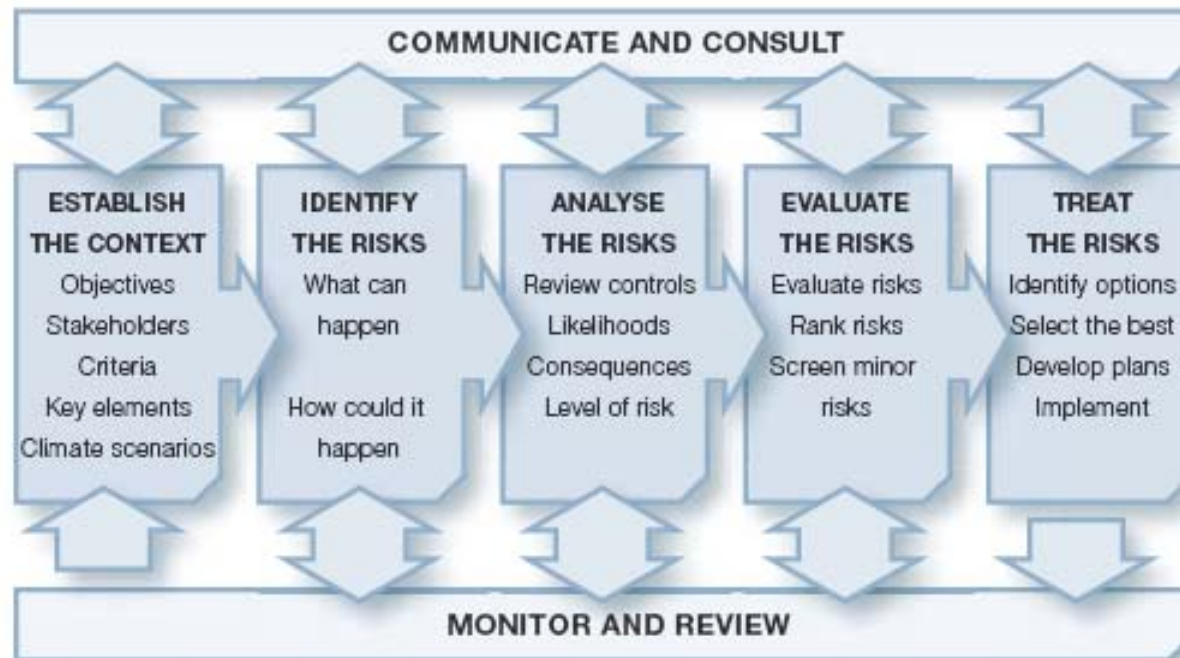 COMMUNICATE AND CONSULT
ESTABLISH
THE CONTEXT
Objectives
Stakeholders
Criteria
Key elements
Climate scenarios
IDENTIFY
THE RISKS
What can
happen
How could it
happen
ANALYSE
THE RISKS
Review controls
Likelihoods
Consequences
Level of risk
EVALUATE
THE RISKS
Evaluate risks
Rank risks
Screen minor
risks
TREAT
THE RISKS
Identify options
Select the best
Develop plans
Implement
MONITOR AND REVIEW